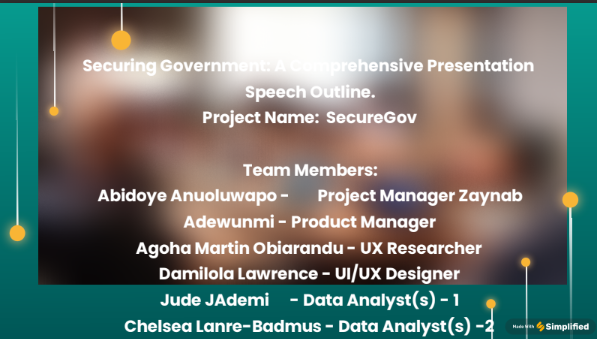 Securing Government: A Comprehensive Presentation
Speech Outline.
Project Name: SecureGov
Team Members:
Abidoye Anuoluwapo - Project Manager Zaynab
Adewunmi - Product Manager
Agoha Martin Obiarandu - UX Researcher
Damilola Lawrence - UI/UX Designer
Jude JAdemi - Data Analyst(s) - 1
Chelsea Lanre-Badmus - Data Analyst(s) -2
Made With Simplified